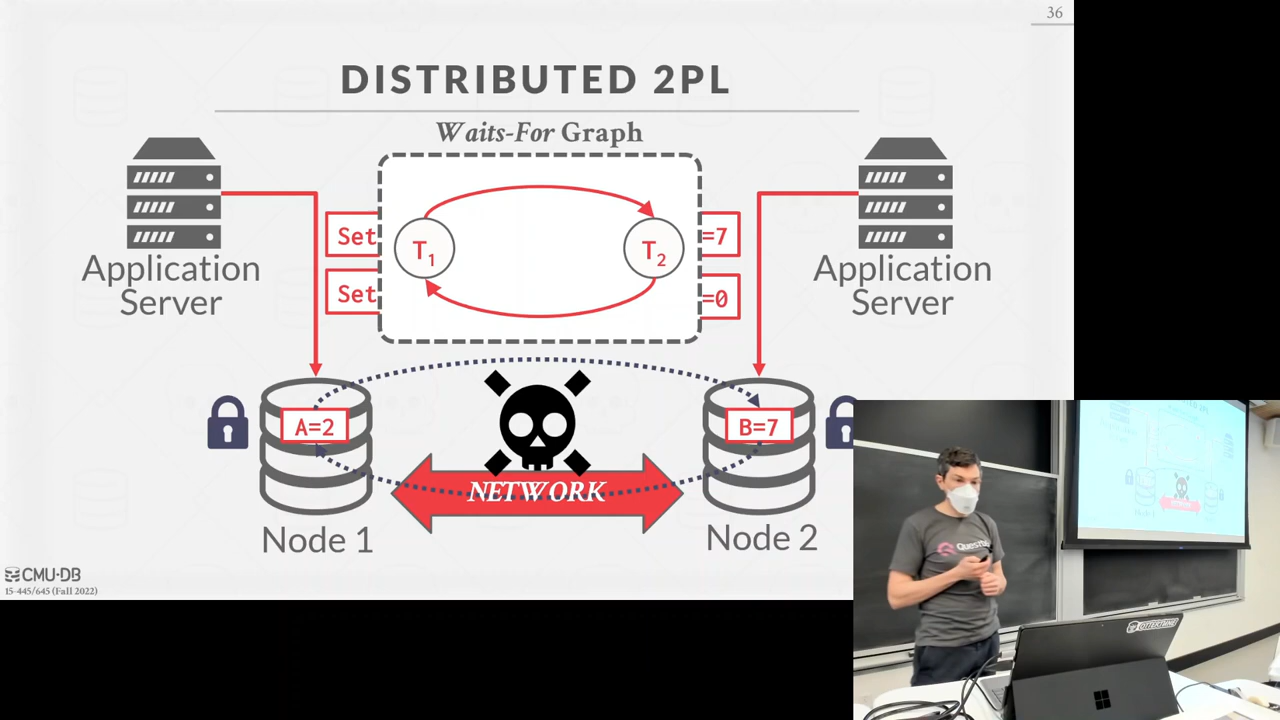 36
DISTRIBUTED 2PL
Waits-For Graph
Application
Server
Set
Set
T1
T2
=7
=0
Application
Server
A=2
B=7
NETWORK
Node 1
Node 2
CMU·DB
15-445/645 (Fall 2022)